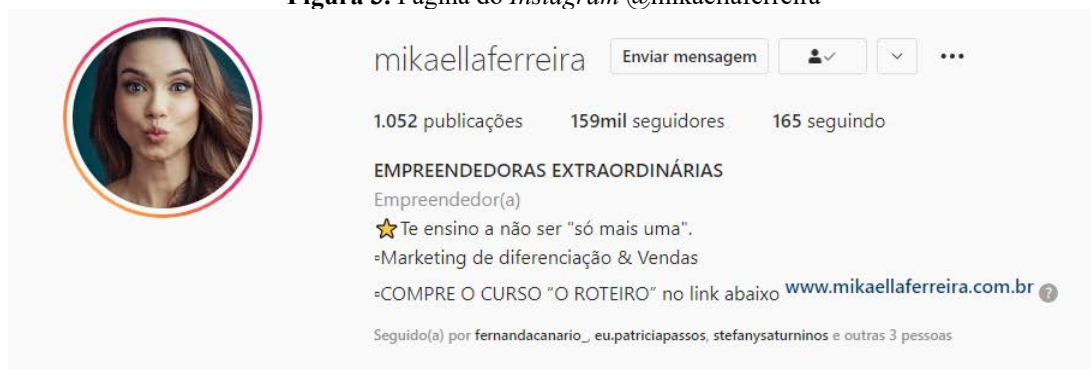 Figura 3: Página do Instagram @mikaellaferreira
mikaellaferreira Enviar mensagem
1.052 publicações 159mil seguidores 165 seguindo
EMPREENDEDORAS EXTRAORDINÁRIAS
Empreendedor(a)
⭐Te ensino a não ser "só mais uma".
▫Marketing de diferenciação & Vendas
▫COMPRE O CURSO "O ROTEIRO" no link abaixo www.mikaellaferreira.com.br ?
Seguido(a) por fernandacanario_, eu.patriciapassos, stefanysaturninos e outras 3 pessoas